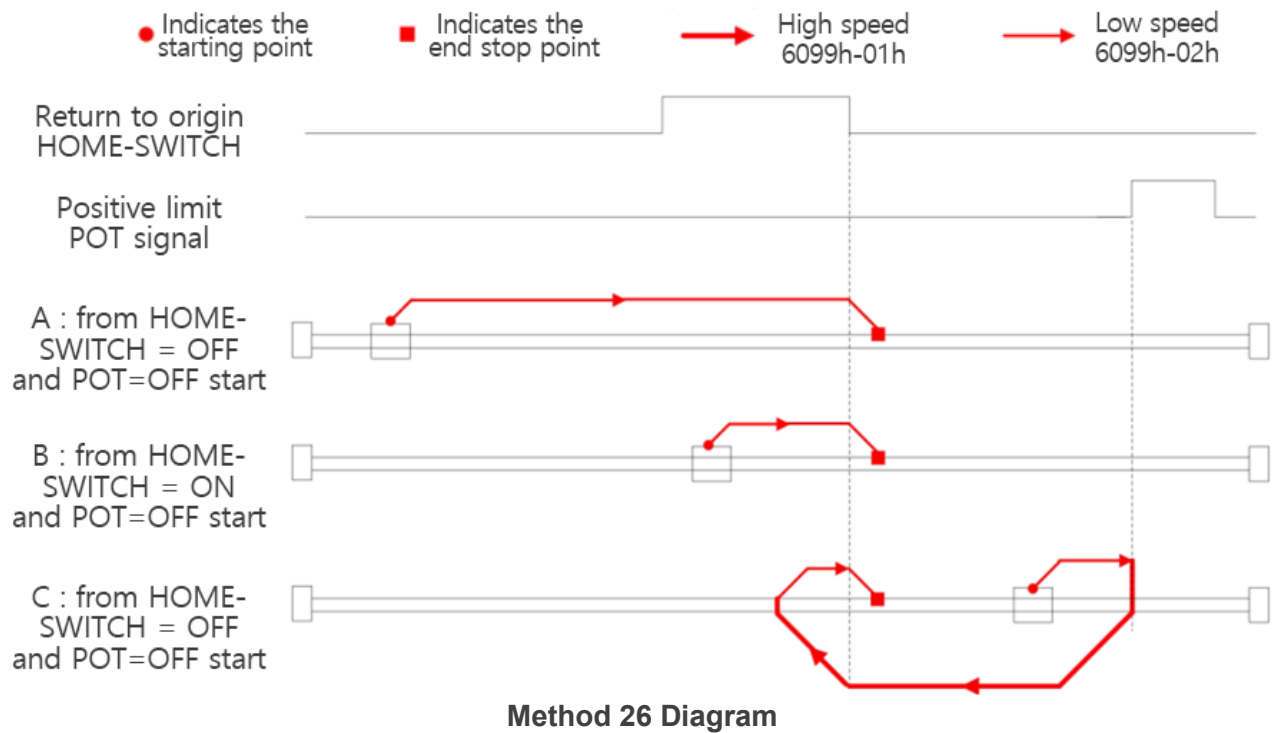 Indicates the
starting point
Indicates the
end stop point
High speed
6099h-01h
Low speed
6099h-02h
Return to origin
HOME-SWITCH
Positive limit
POT signal
A : from HOME-
SWITCH = OFF
and POT=OFF start
B : from HOME-
SWITCH = ON
and POT=OFF start
C : from HOME-
SWITCH = OFF
and POT=OFF start
Method 26 Diagram